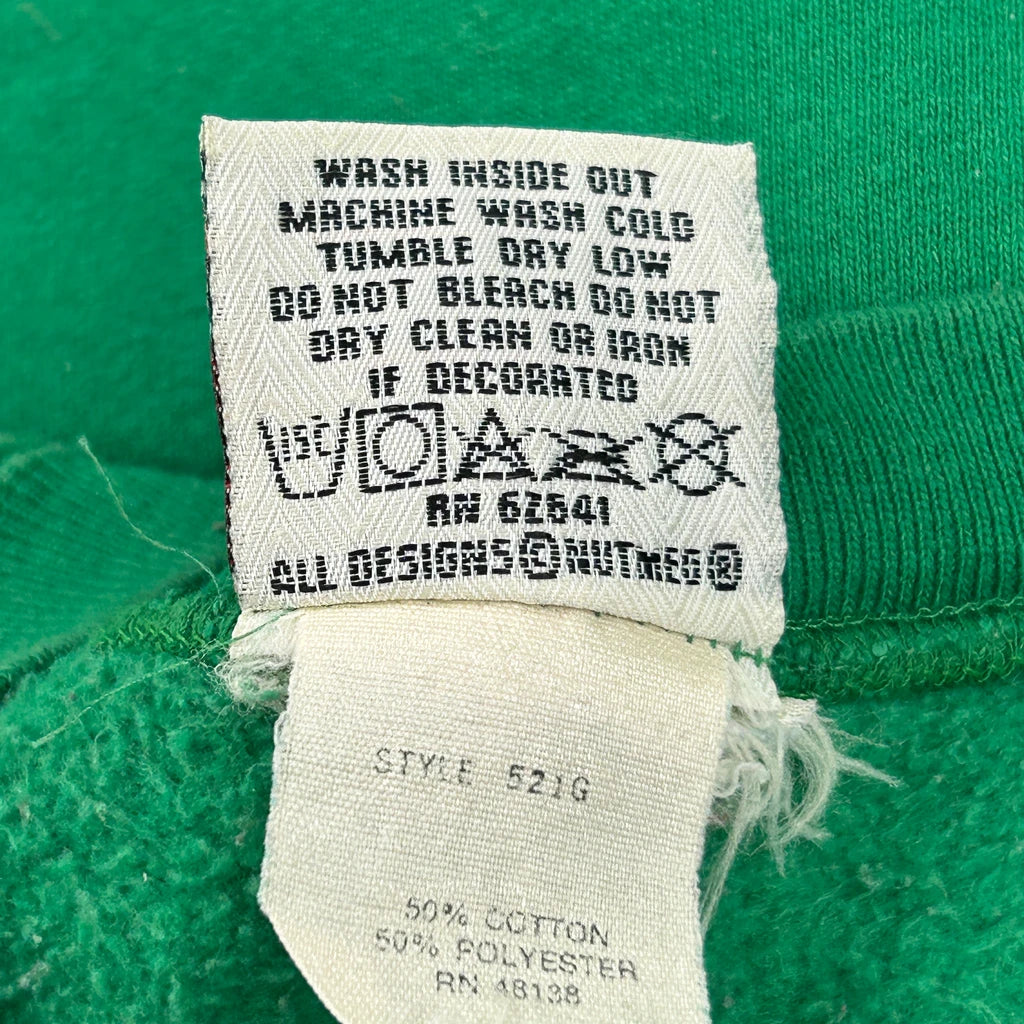 WASH INSIDE OUT
MACHINE WASH COLD
TUMBLE DRY LOW
DO NOT BLEACH DO NOT
DRY CLEAN OR IRON
IF DECORATED
RN 62641
ALL DESIGNS©NUTMEG®
STYLE 521G
50% COTTON
50% POLYESTER
RN 48138